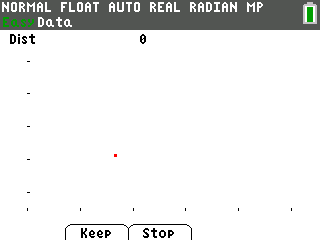 NORMAL FLOAT AUTO REAL RADIAN MP
EasyData
Dist 0
Keep Stop